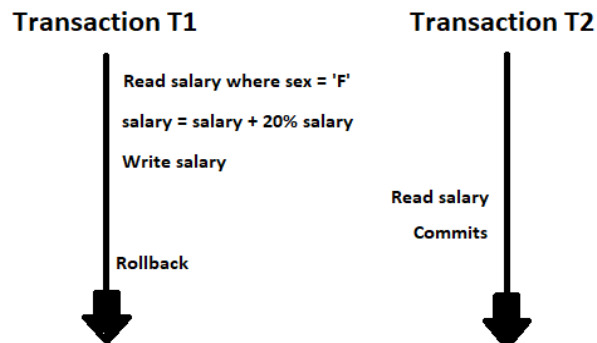 Transaction T1
Transaction T2
Read salary where sex = 'F'
salary = salary + 20% salary
Write salary
Read salary
Commits
Rollback